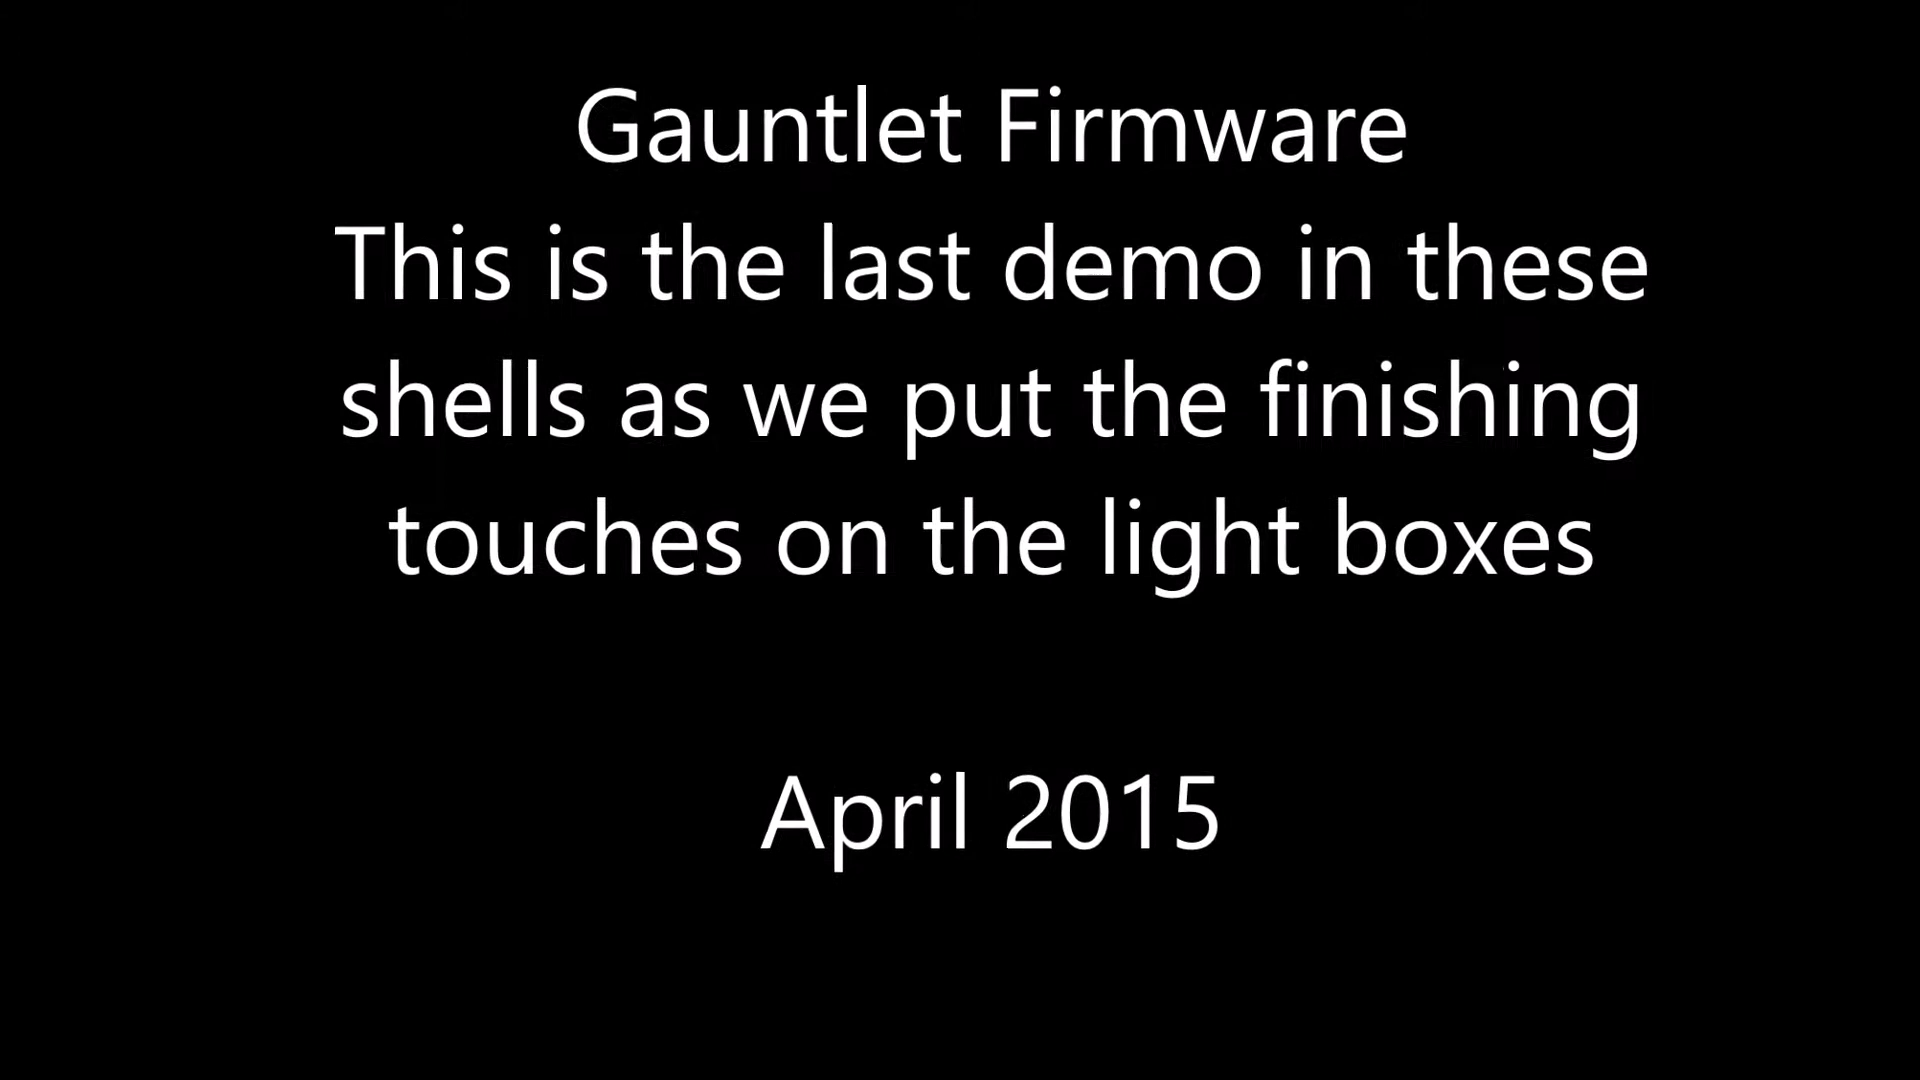 Gauntlet Firmware
This is the last demo in these
shells as we put the finishing
touches on the light boxes
April 2015